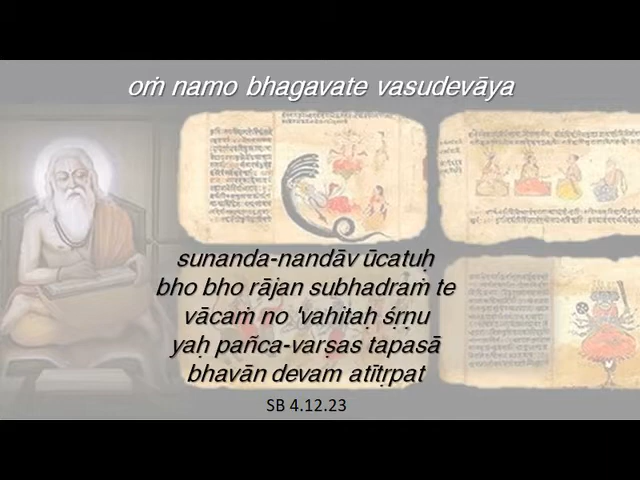 oṁ namo bhagavate vasudevāya
sunanda-nandāv ūcatuḥ
bho bho rājan subhadraṁ te
vācaṁ no 'vahitaḥ śṛṇu
yaḥ pañca-varṣas tapasā
bhavān devam atītṛpat
SB 4.12.23